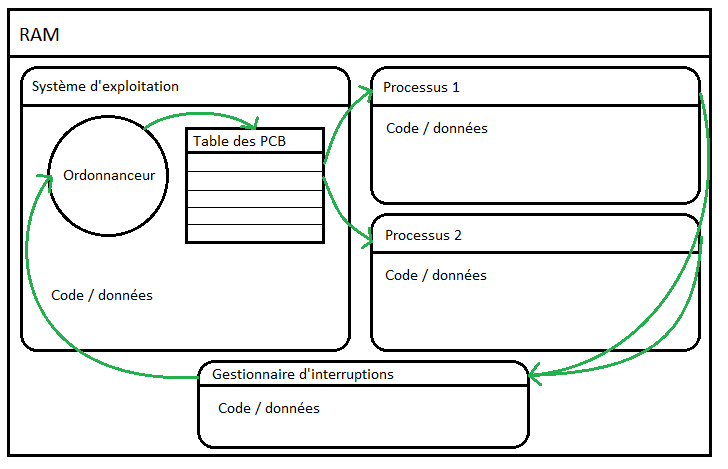 RAM
Système d'exploitation
Ordonnanceur
Table des PCB
Code / données
Processus 1
Code / données
Processus 2
Code / données
Gestionnaire d'interruptions
Code / données